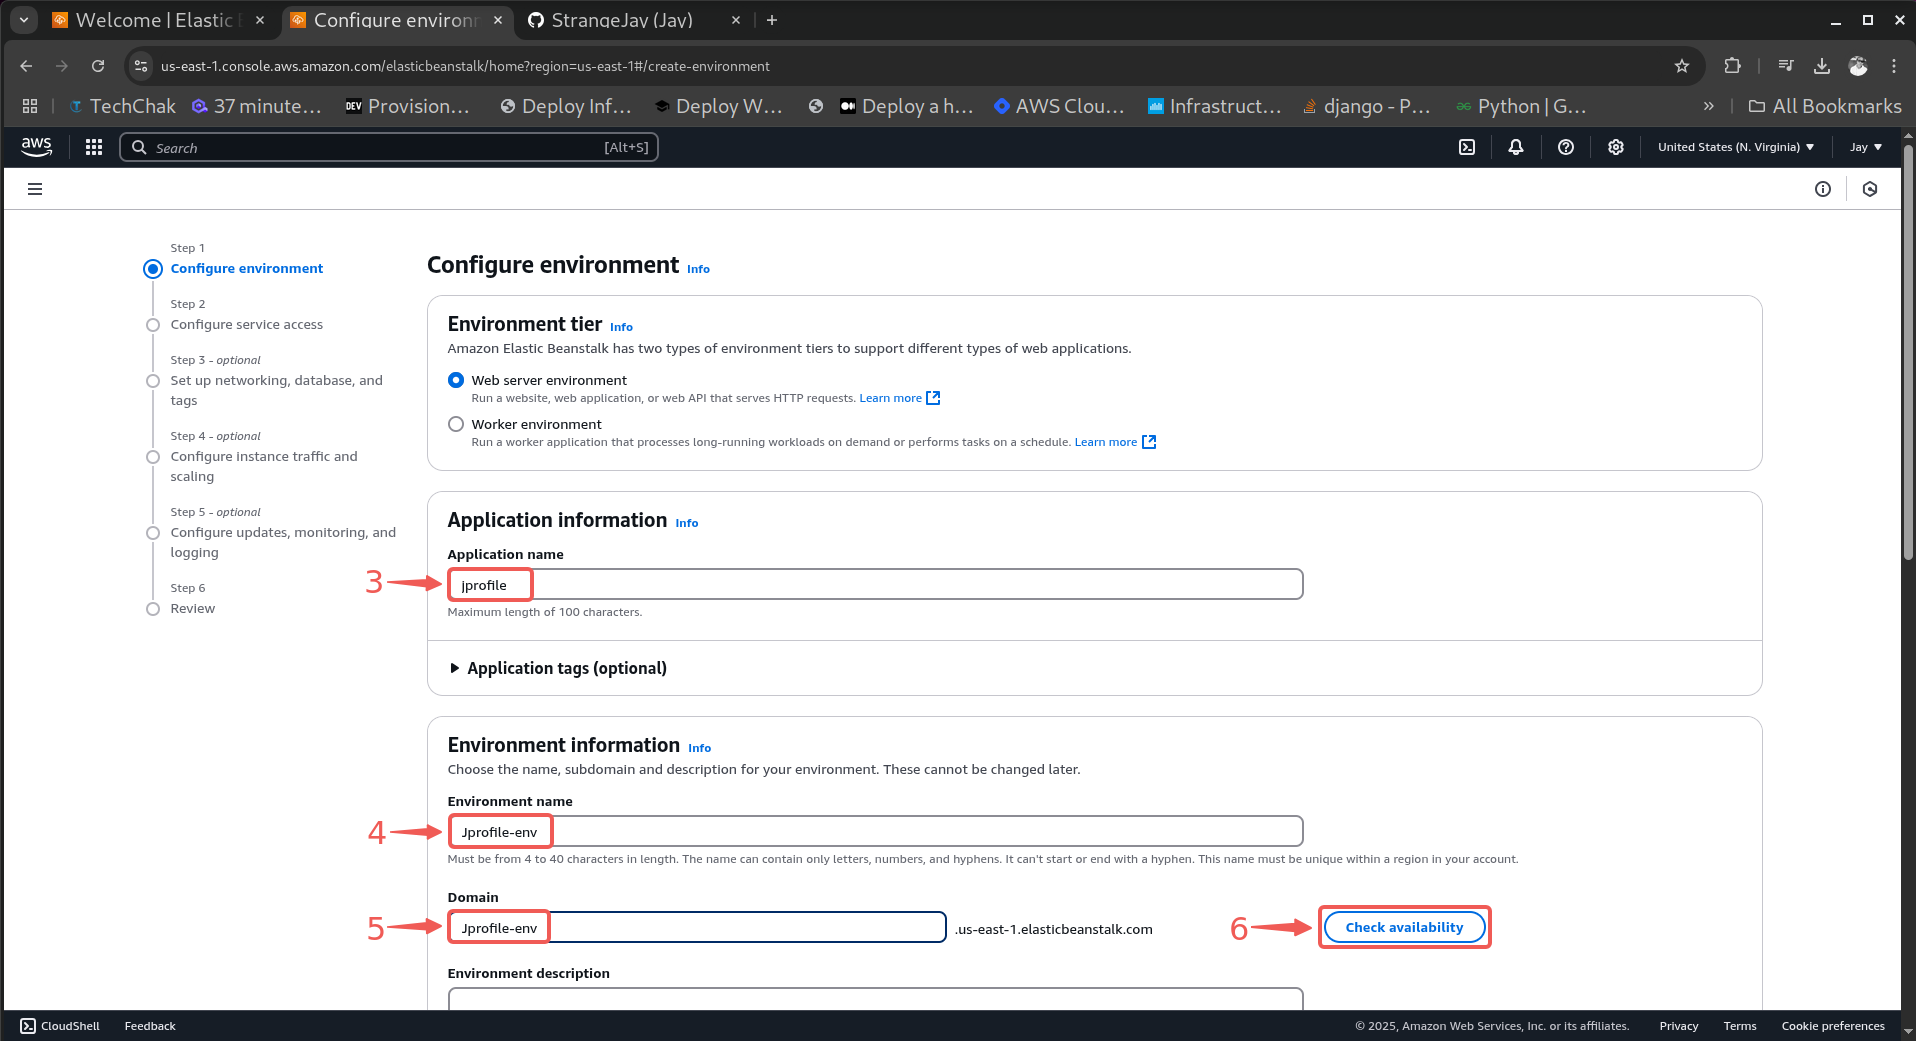 Welcome | Elastic
Configure environ
StrangeJay (Jay)
us-east-1.console.aws.amazon.com/elasticbeanstalk/home?region=us-east-1#/create-environment
TechChak
37 minute...
DEV Provision...
Deploy Inf...
Deploy W...
Deploy a h...
AWS Clou...
Infrastruct...
django - P...
Python | G...
» All Bookmarks
aws Search [Alt+S] United States (N. Virginia) Jay
Step 1
Configure environment
Step 2
Configure service access
Step 3 - optional
Set up networking, database, and
tags
Step 4 - optional
Configure instance traffic and
scaling
Step 5 - optional
Configure updates, monitoring, and
logging
Step 6
Review
Configure environment Info
Environment tier Info
Amazon Elastic Beanstalk has two types of environment tiers to support different types of web applications.
Web server environment
Run a website, web application, or web API that serves HTTP requests. Learn more
Worker environment
Run a worker application that processes long-running workloads on demand or performs tasks on a schedule. Learn more
Application information Info
Application name
3 jprofile
Maximum length of 100 characters.
Application tags (optional)
Environment information Info
Choose the name, subdomain and description for your environment. These cannot be changed later.
Environment name
4 Jprofile-env
Must be from 4 to 40 characters in length. The name can contain only letters, numbers, and hyphens. It can't start or end with a hyphen. This name must be unique within a region in your account.
Domain
5 Jprofile-env .us-east-1.elasticbeanstalk.com 6 Check availability
Environment description
CloudShell Feedback © 2025, Amazon Web Services, Inc. or its affiliates. Privacy Terms Cookie preferences